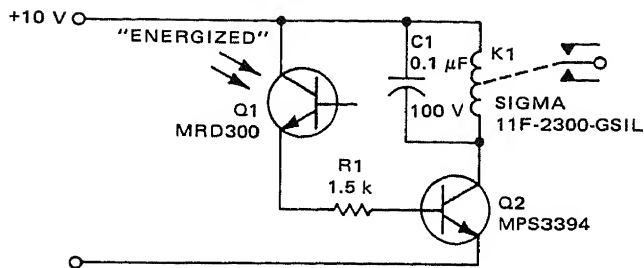 +10 V
"ENERGIZED"
C1
0.1 μF
100 V
K1
SIGMA
11F-2300-GSIL
Q1
MRD300
R1
1.5 k
Q2
MPS3394